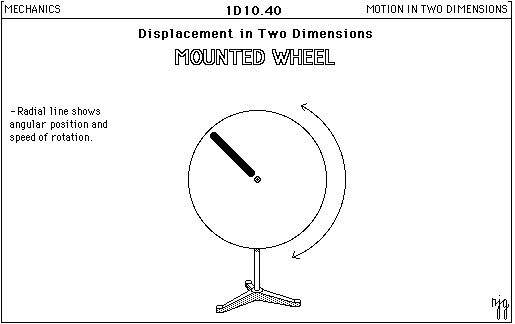 MECHANICS
1D10.40
MOTION IN TWO DIMENSIONS
Displacement in Two Dimensions
MOUNTED WHEEL
- Radial line shows
angular position and
speed of rotation.